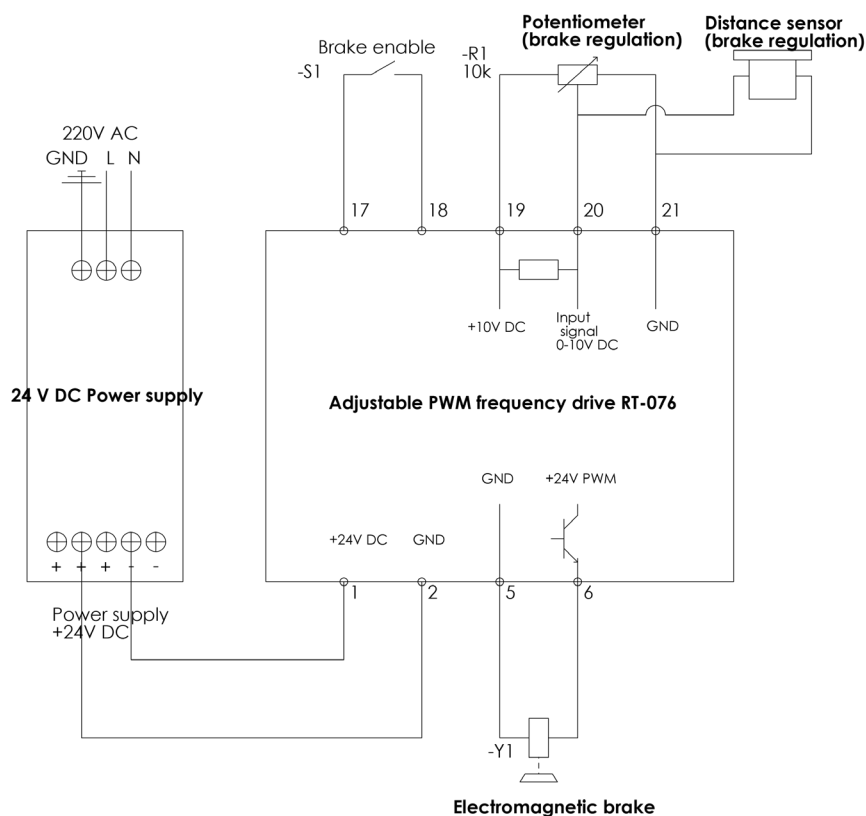 Potentiometer
(brake regulation)
Distance sensor
(brake regulation)
Brake enable
-S1
-R1
10k
220V AC
GND L N
17
18
19
20
21
+10V DC
Input
signal
0-10V DC
GND
24 V DC Power supply
Adjustable PWM frequency drive RT-076
GND
+24V PWM
+24V DC
GND
+ + + - -
1
2
5
6
Power supply
+24V DC
-Y1
Electromagnetic brake